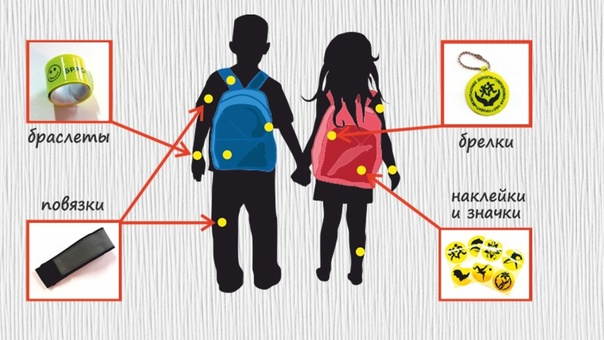 браслеты
повязки
брелки
наклейки
и значки